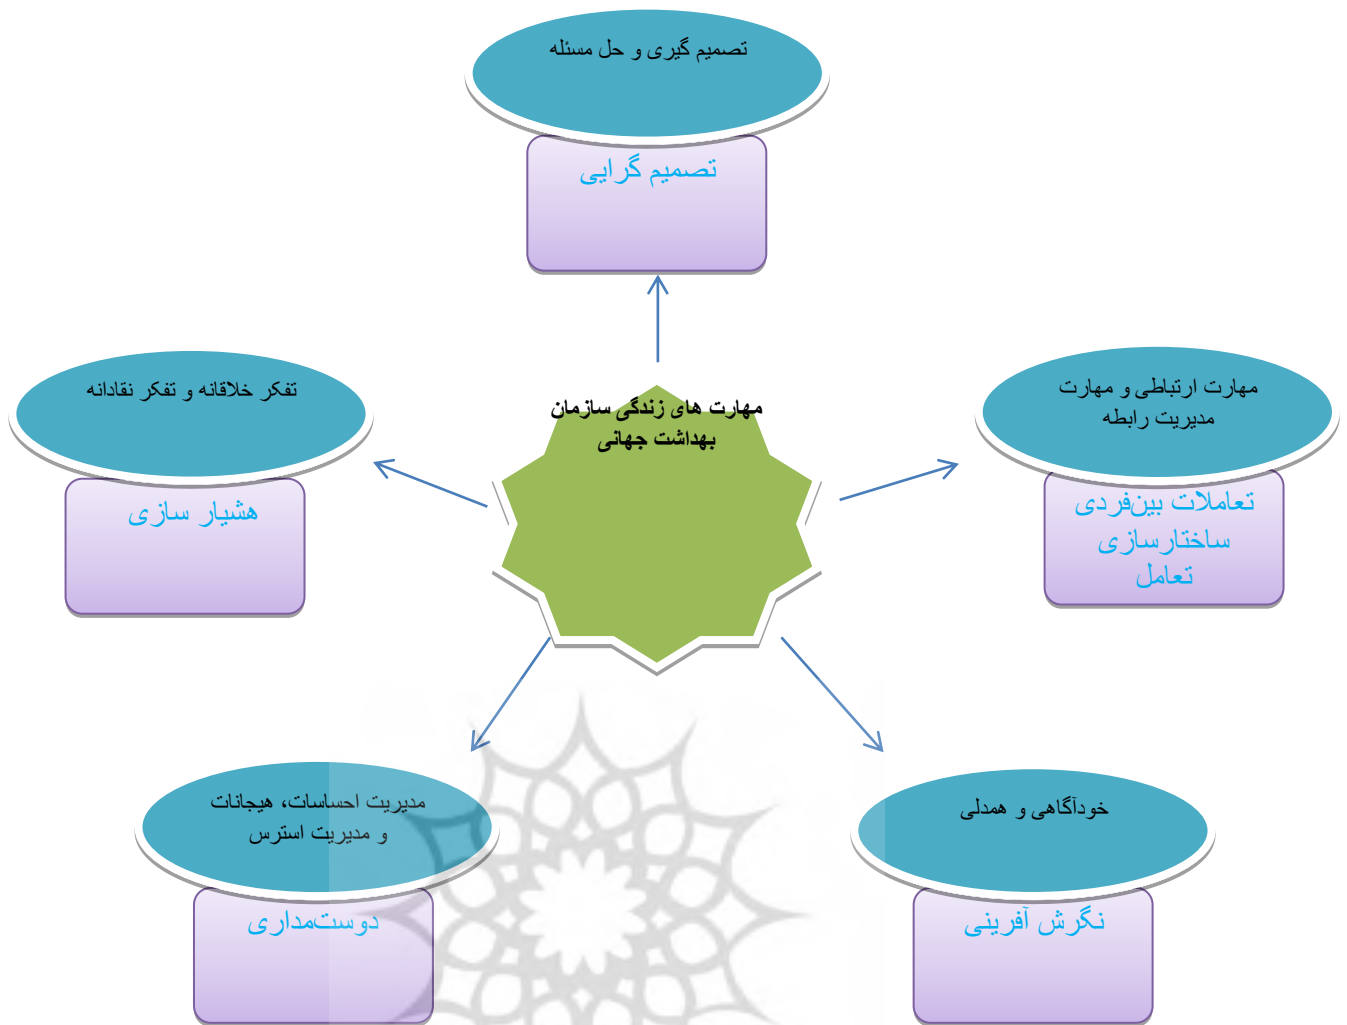 تصمیم گیری و حل مسئله
تصمیم گرایی
مهارت ارتباطی و مهارت
مدیریت رابطه
تعاملات بین‌فردی
ساختارسازی
تعامل
تفکر خلاقانه و تفکر نقادانه
هشیار سازی
مهارت های زندگی سازمان
بهداشت جهانی
خودآگاهی و همدلی
نگرش آفرینی
مدیریت احساسات، هیجانات
و مدیریت استرس
دوست‌مداری